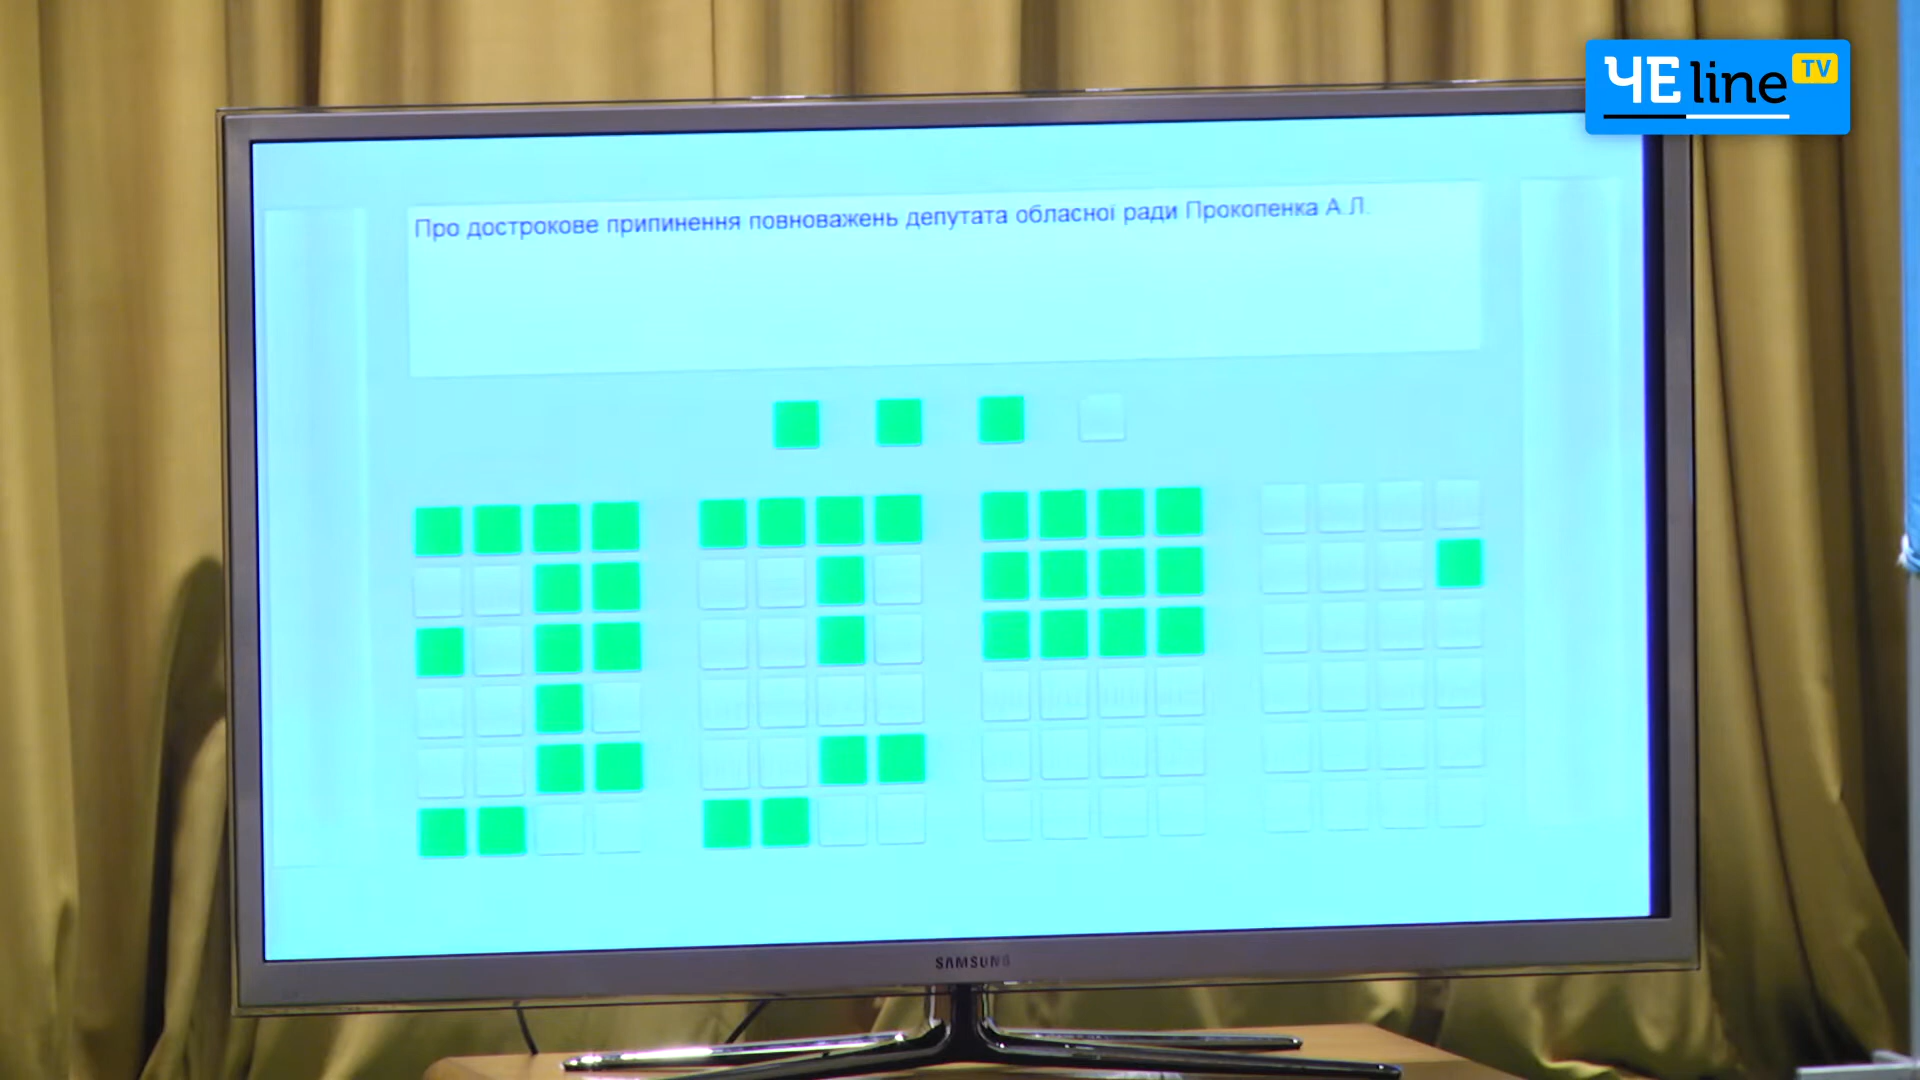 ЧЕline TV
Про дострокове припинення повноважень депутата обласної ради Прокопенка А.Л.
SAMSUNG